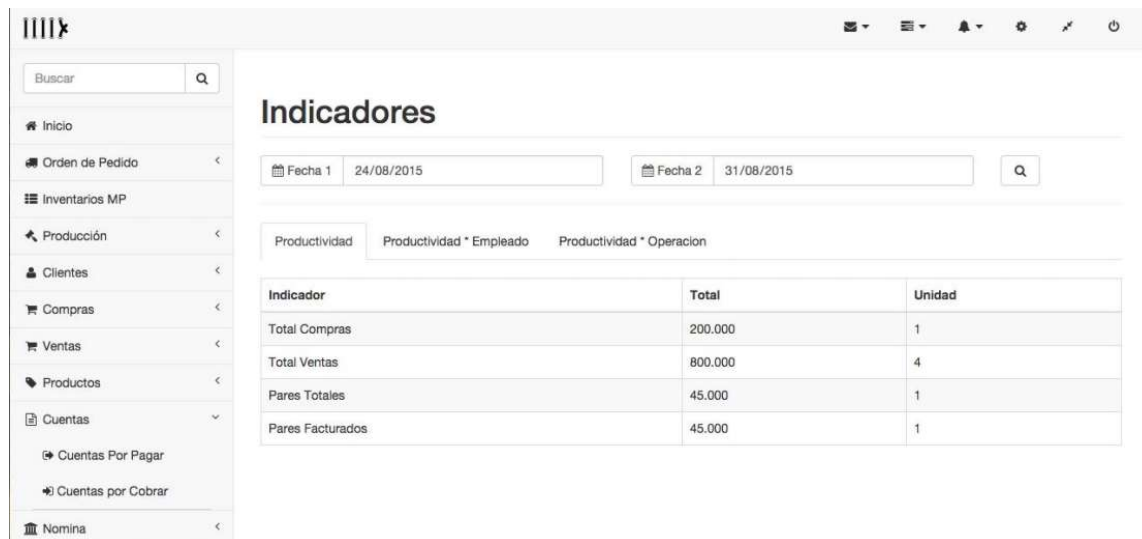 Buscar
Inicio
Orden de Pedido
Inventarios MP
Producción
Clientes
Compras
Ventas
Productos
Cuentas
Cuentas Por Pagar
Cuentas por Cobrar
Nomina
Indicadores
Fecha 1 24/08/2015 Fecha 2 31/08/2015
Productividad Productividad * Empleado Productividad * Operacion
Indicador Total Unidad
Total Compras 200.000 1
Total Ventas 800.000 4
Pares Totales 45.000 1
Pares Facturados 45.000 1